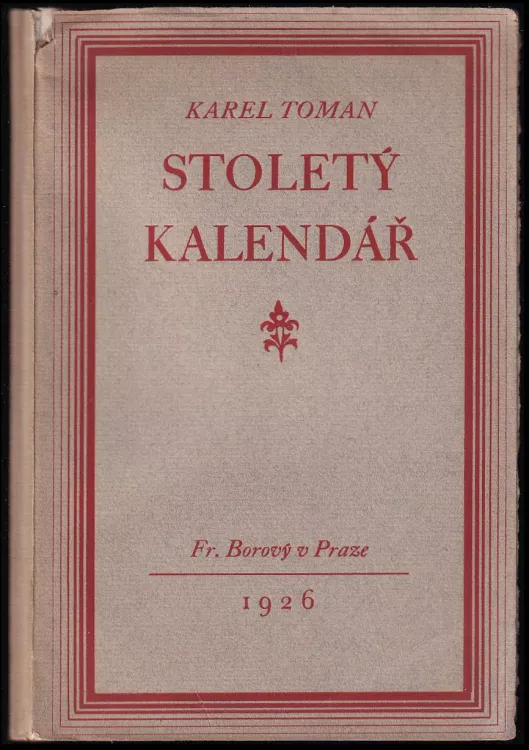 KAREL TOMAN
STOLETÝ
KALENDÁŘ
Fr. Borový v Praze
1926